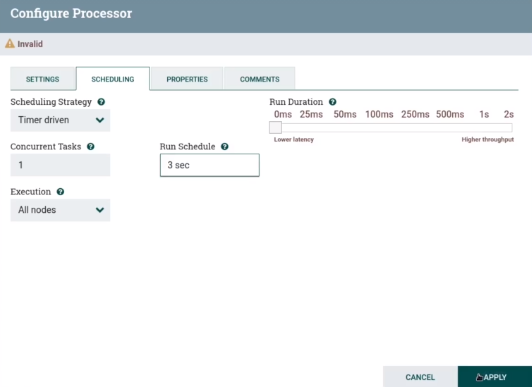 Configure Processor
Invalid
SETTINGS SCHEDULING PROPERTIES COMMENTS
Scheduling Strategy Run Duration
Timer driven 0ms 25ms 50ms 100ms 250ms 500ms 1s 2s
Lower latency Higher throughput
Concurrent Tasks Run Schedule
1 3 sec
Execution
All nodes
CANCEL APPLY